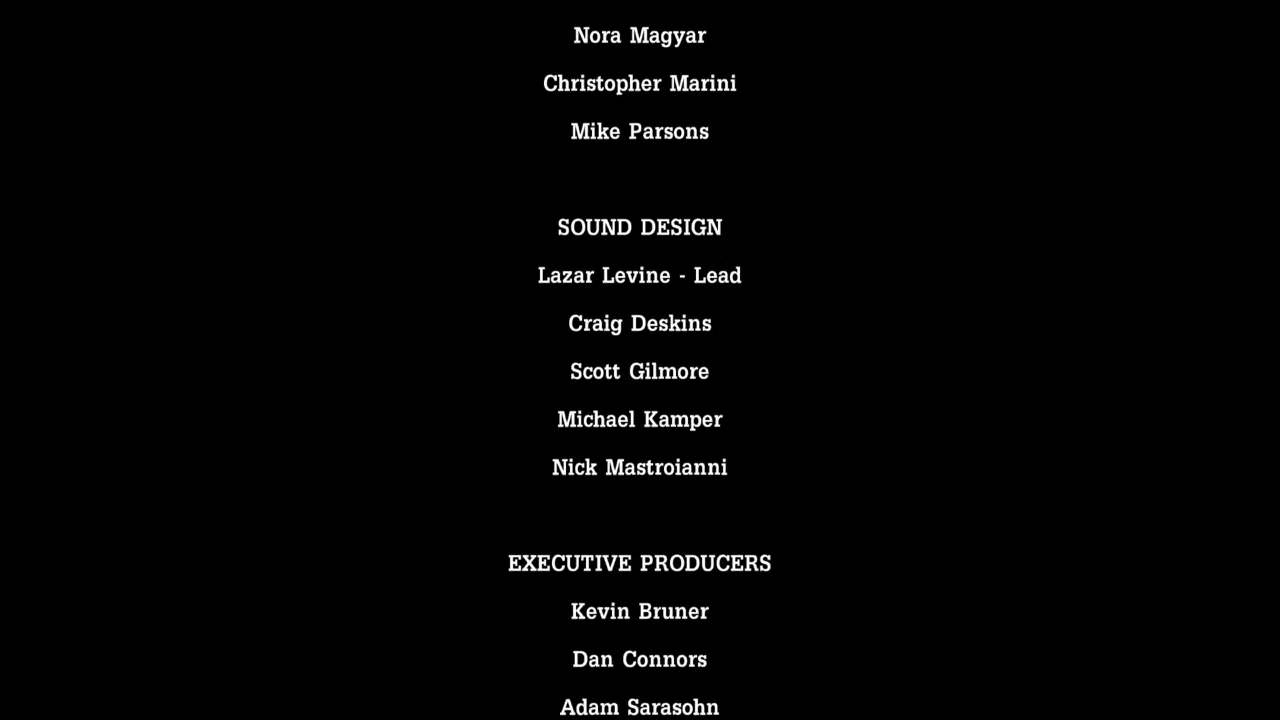 Nora Magyar
Christopher Marini
Mike Parsons
SOUND DESIGN
Lazar Levine - Lead
Craig Deskins
Scott Gilmore
Michael Kamper
Nick Mastroianni
EXECUTIVE PRODUCERS
Kevin Bruner
Dan Connors
Adam Sarasohn